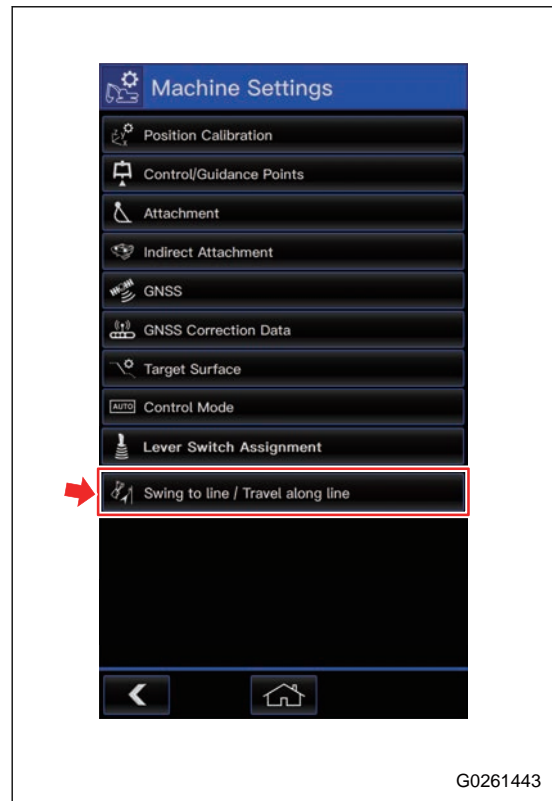 Machine Settings
Position Calibration
Control/Guidance Points
Attachment
Indirect Attachment
GNSS
GNSS Correction Data
Target Surface
AUTO Control Mode
Lever Switch Assignment
Swing to line / Travel along line
G0261443